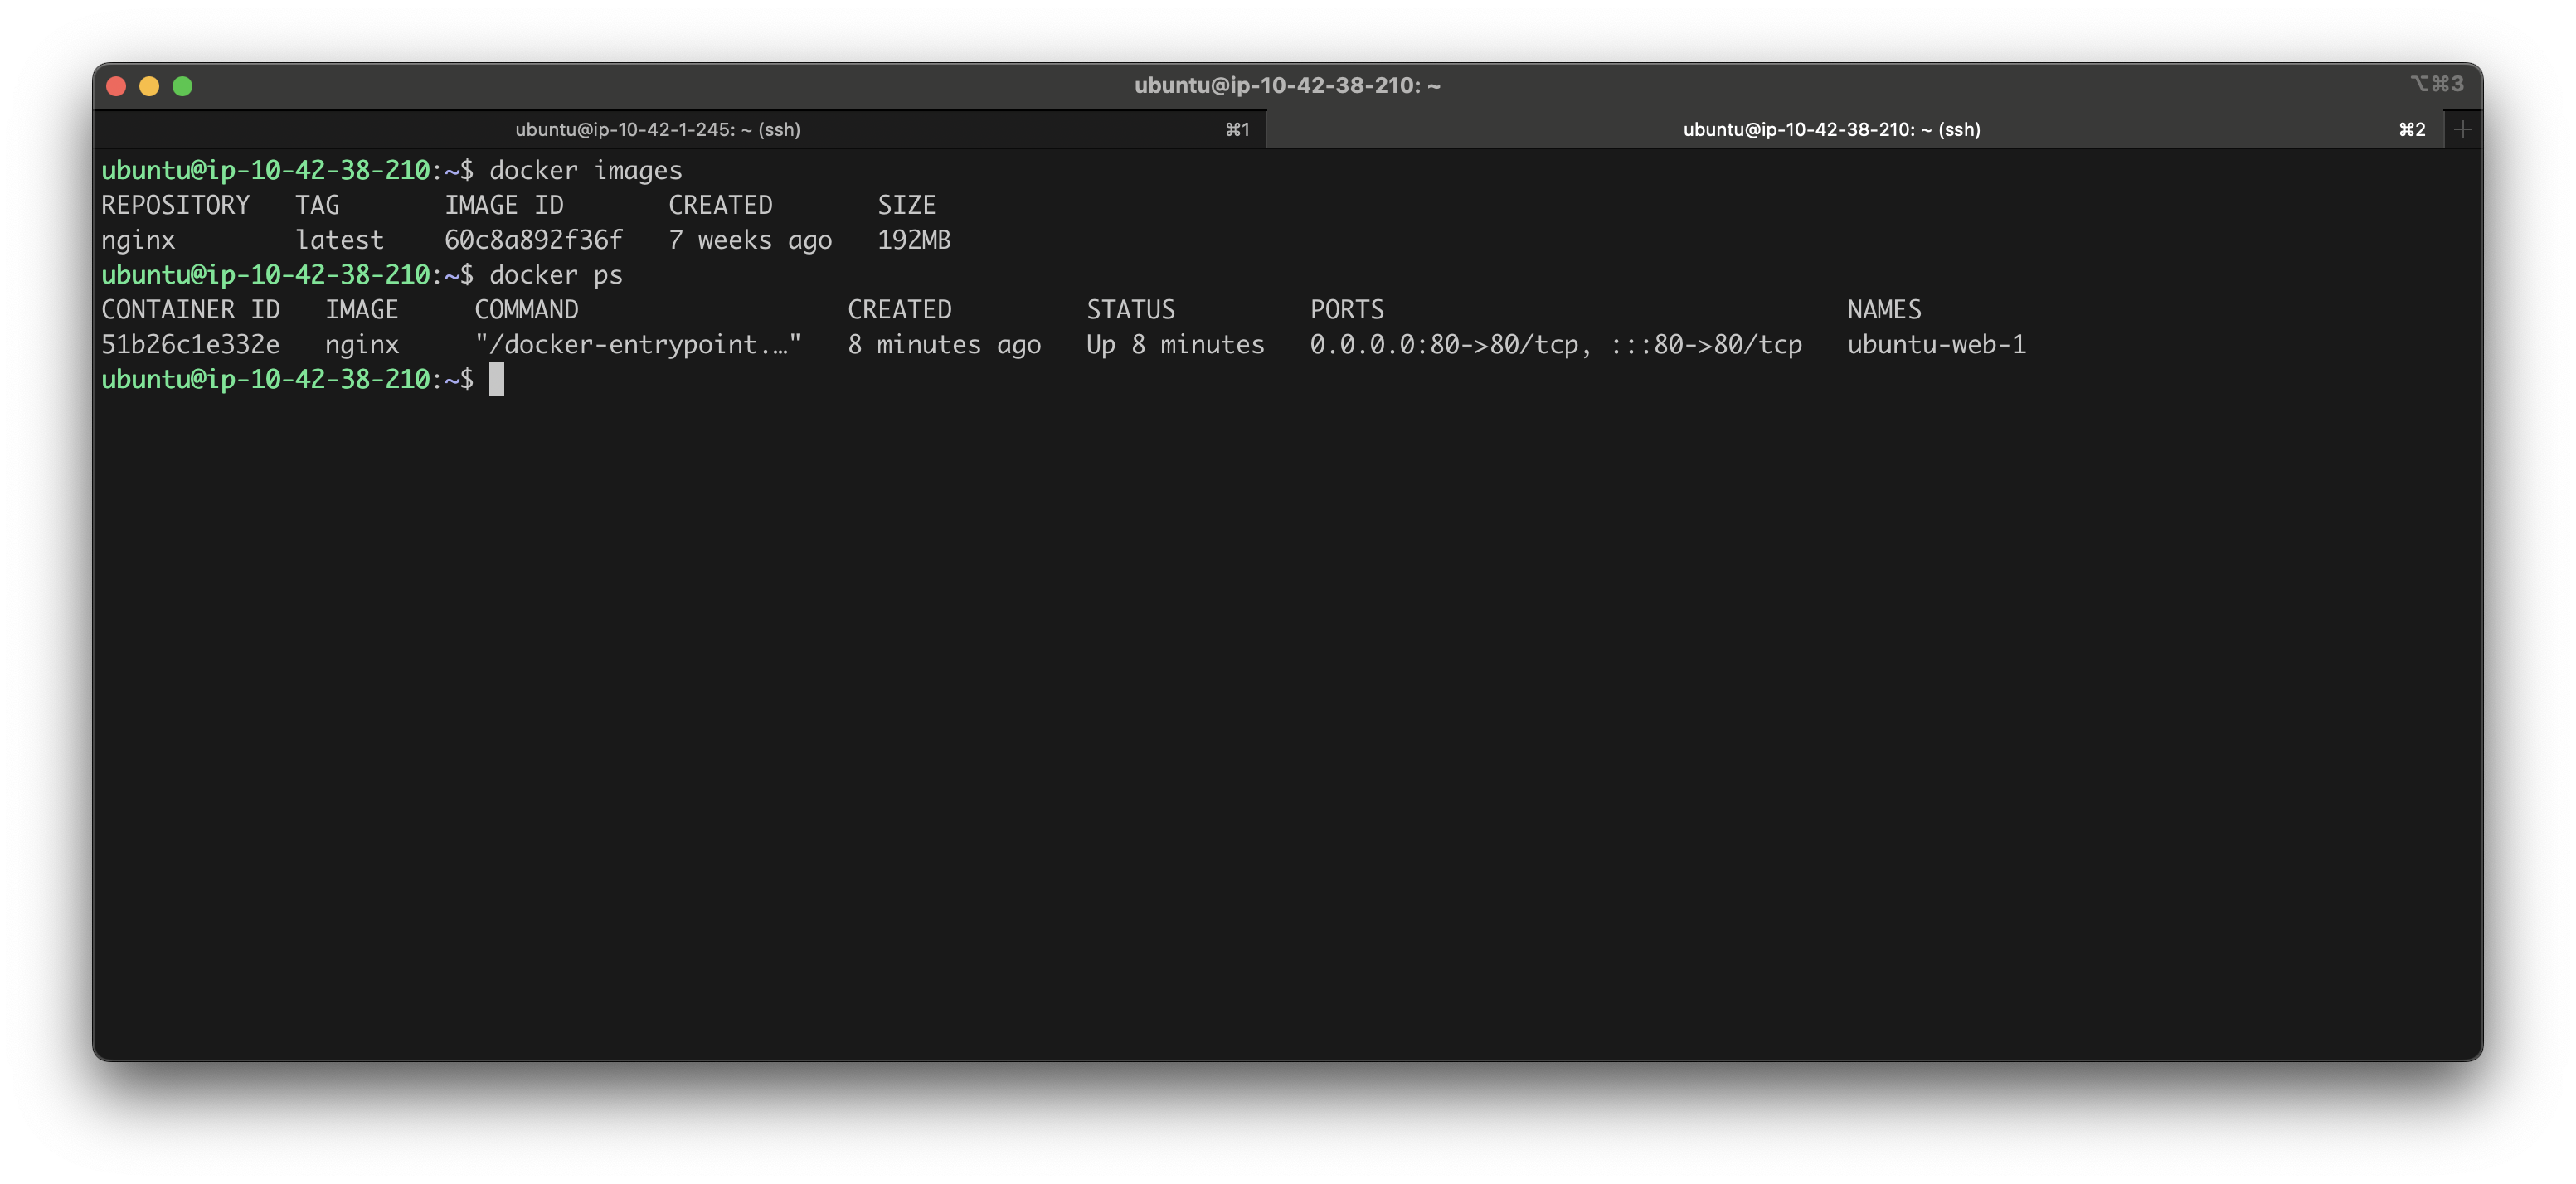 ubuntu@ip-10-42-38-210: ~
⌥⌘3
ubuntu@ip-10-42-1-245: ~ (ssh) ⌘1
ubuntu@ip-10-42-38-210: ~ (ssh) ⌘2 +
ubuntu@ip-10-42-38-210:~$ docker images
REPOSITORY   TAG       IMAGE ID       CREATED       SIZE
nginx        latest    60c8a892f36f   7 weeks ago   192MB
ubuntu@ip-10-42-38-210:~$ docker ps
CONTAINER ID   IMAGE     COMMAND                  CREATED         STATUS         PORTS                               NAMES
51b26c1e332e   nginx     "/docker-entrypoint.…"   8 minutes ago   Up 8 minutes   0.0.0.0:80->80/tcp, :::80->80/tcp   ubuntu-web-1
ubuntu@ip-10-42-38-210:~$